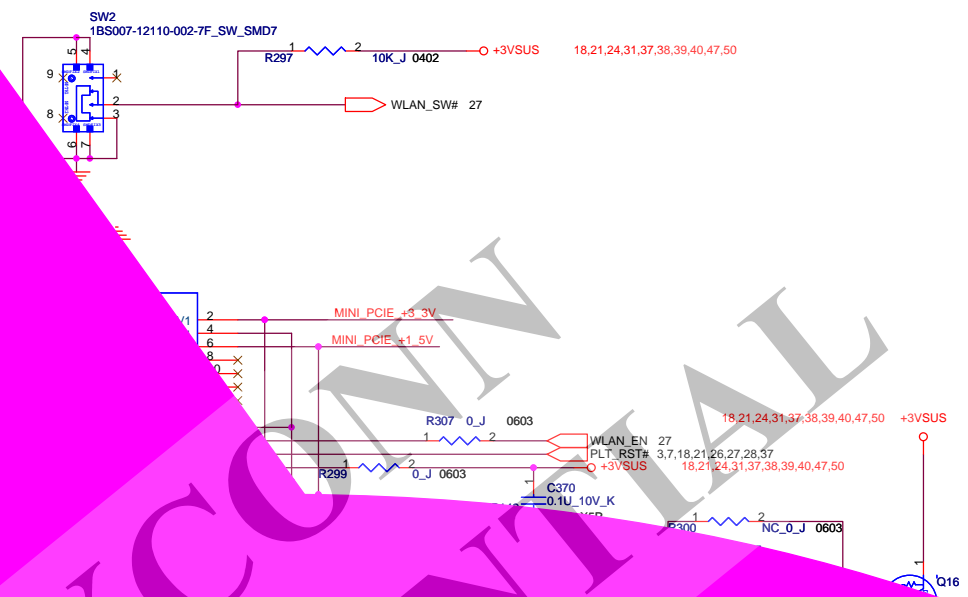 SW2
1BS007-12110-002-7F_SW_SMD7
5
4
1
2
R297
10K_J 0402
+3VSUS
18,21,24,31,37,38,39,40,47,50
9
1
2
WLAN_SW# 27
3
8
6
7
/1
2
MINI_PCIE_+3_3V
4
6
MINI_PCIE_+1_5V
8
0
CONN
NTIAL
R307 0_J 0603
18,21,24,31,37,38,39,40,47,50 +3VSUS
1
2
WLAN_EN 27
PLT_RST# 3,7,18,21,26,27,28,37
2
+3VSUS 18,21,24,31,37,38,39,40,47,50
R299
0_J 0603
1
C370
0.1U_10V_K
1
2
R300
NC_0_J 0603
1
Q16